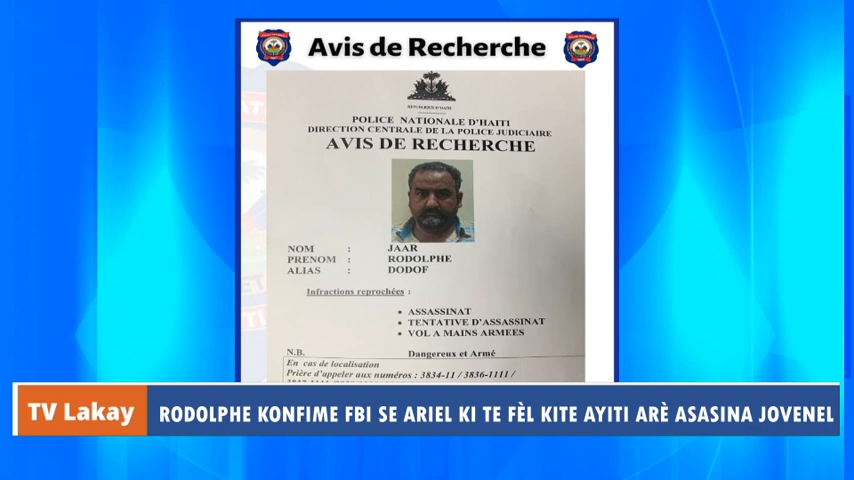 Avis de Recherche
REPUBLIQUE D'HAITI
POLICE NATIONALE D'HAITI
DIRECTION CENTRALE DE LA POLICE JUDICIAIRE
AVIS DE RECHERCHE
NOM : JAAR
PRENOM : RODOLPHE
ALIAS : DODOF
Infractions reprochées :
• ASSASSINAT
• TENTATIVE D'ASSASSINAT
• VOL A MAINS ARMEES
N.B. Dangereux et Armé
En cas de localisation
Prière d'appeler aux numéros : 3834-11 / 3836-1111 /
TV Lakay
RODOLPHE KONFIME FBI SE ARIEL KI TE FÈL KITE AYITI ARÈ ASASINA JOVENEL